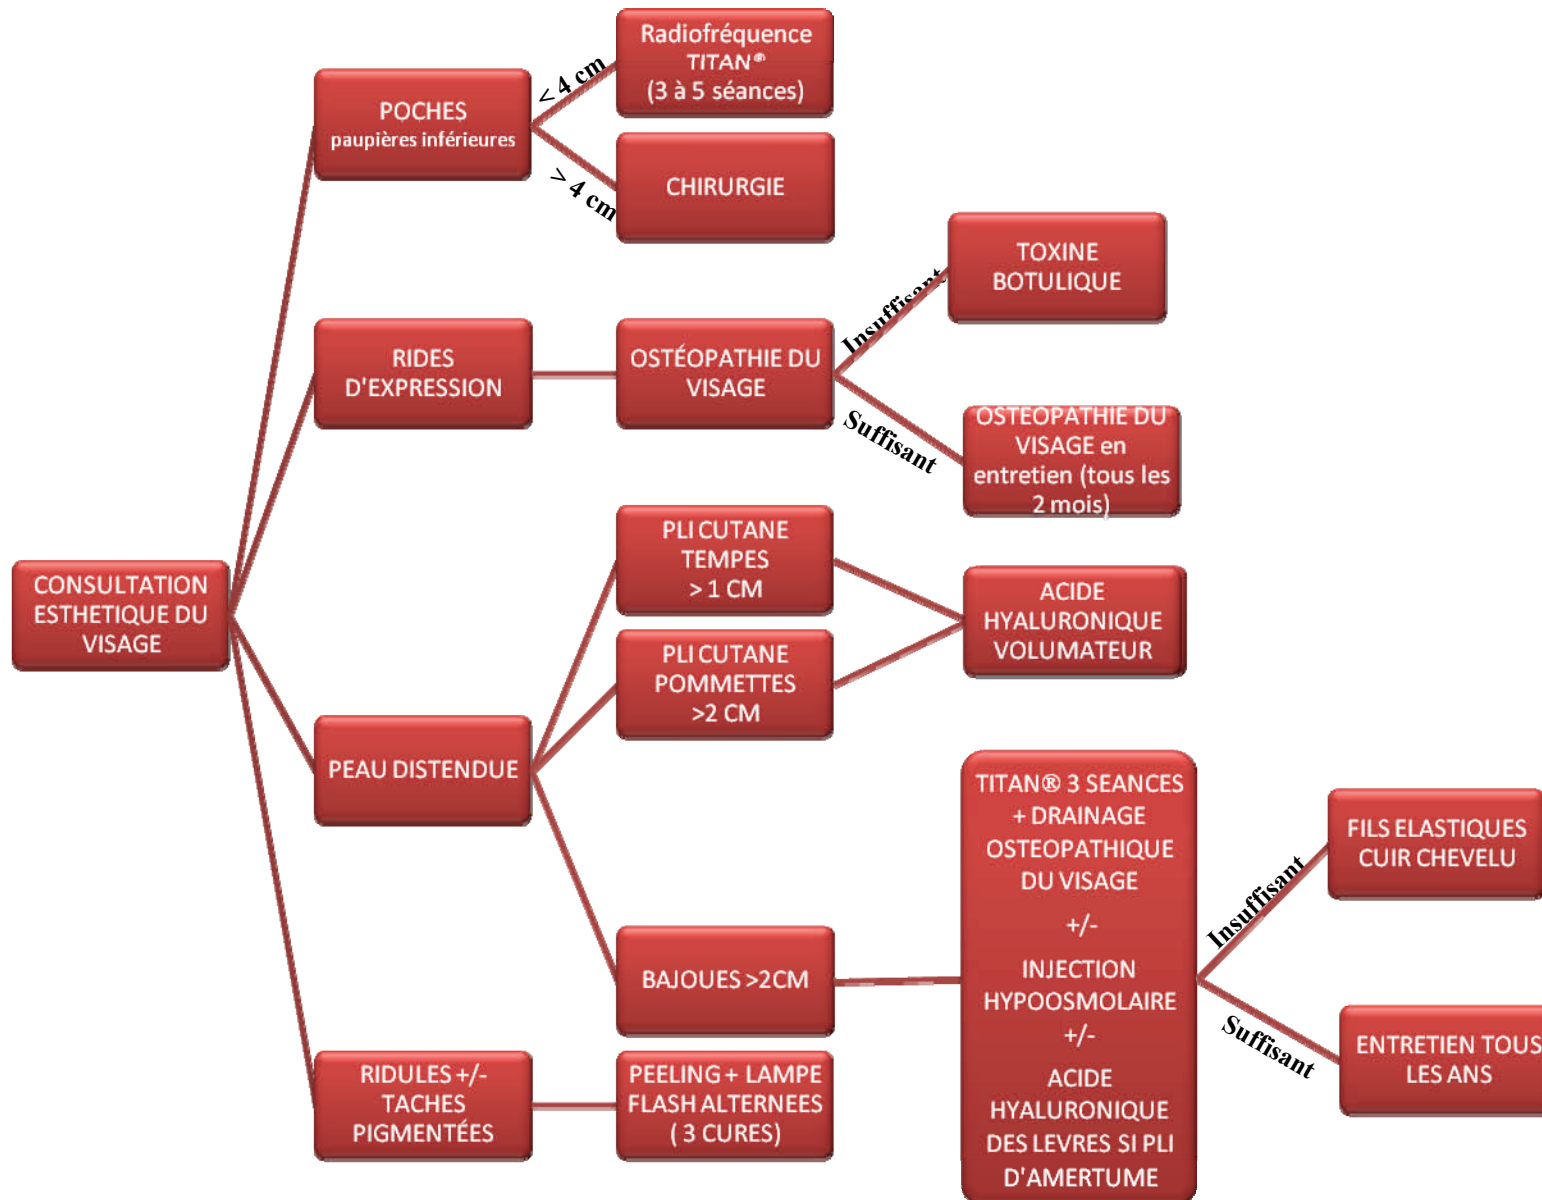 Radiofréquence
TITAN®
(3 à 5 séances)
< 4 cm
POCHES
paupières inférieures
> 4 cm
CHIRURGIE
TOXINE
BOTULIQUE
Insuffisant
RIDES
D'EXPRESSION
OSTÉOPATHIE DU
VISAGE
Suffisant
OSTEOPATHIE DU
VISAGE en
entretien (tous les
2 mois)
PLI CUTANE
TEMPES
> 1 CM
CONSULTATION
ESTHETIQUE DU
VISAGE
ACIDE
HYALURONIQUE
VOLUMATEUR
PLI CUTANE
POMMETTES
>2 CM
PEAU DISTENDUE
TITAN® 3 SEANCES
+ DRAINAGE
OSTEOPATHIQUE
DU VISAGE
+/-
INJECTION
HYPOOSMOLAIRE
+/-
ACIDE
HYALURONIQUE
DES LEVRES SI PLI
D'AMERTUME
FILS ELASTIQUES
CUIR CHEVELU
Insuffisant
BAJOUES >2CM
Suffisant
ENTRETIEN TOUS
LES ANS
RIDULES +/-
TACHES
PIGMENTÉES
PEELING + LAMPE
FLASH ALTERNEES
( 3 CURES)